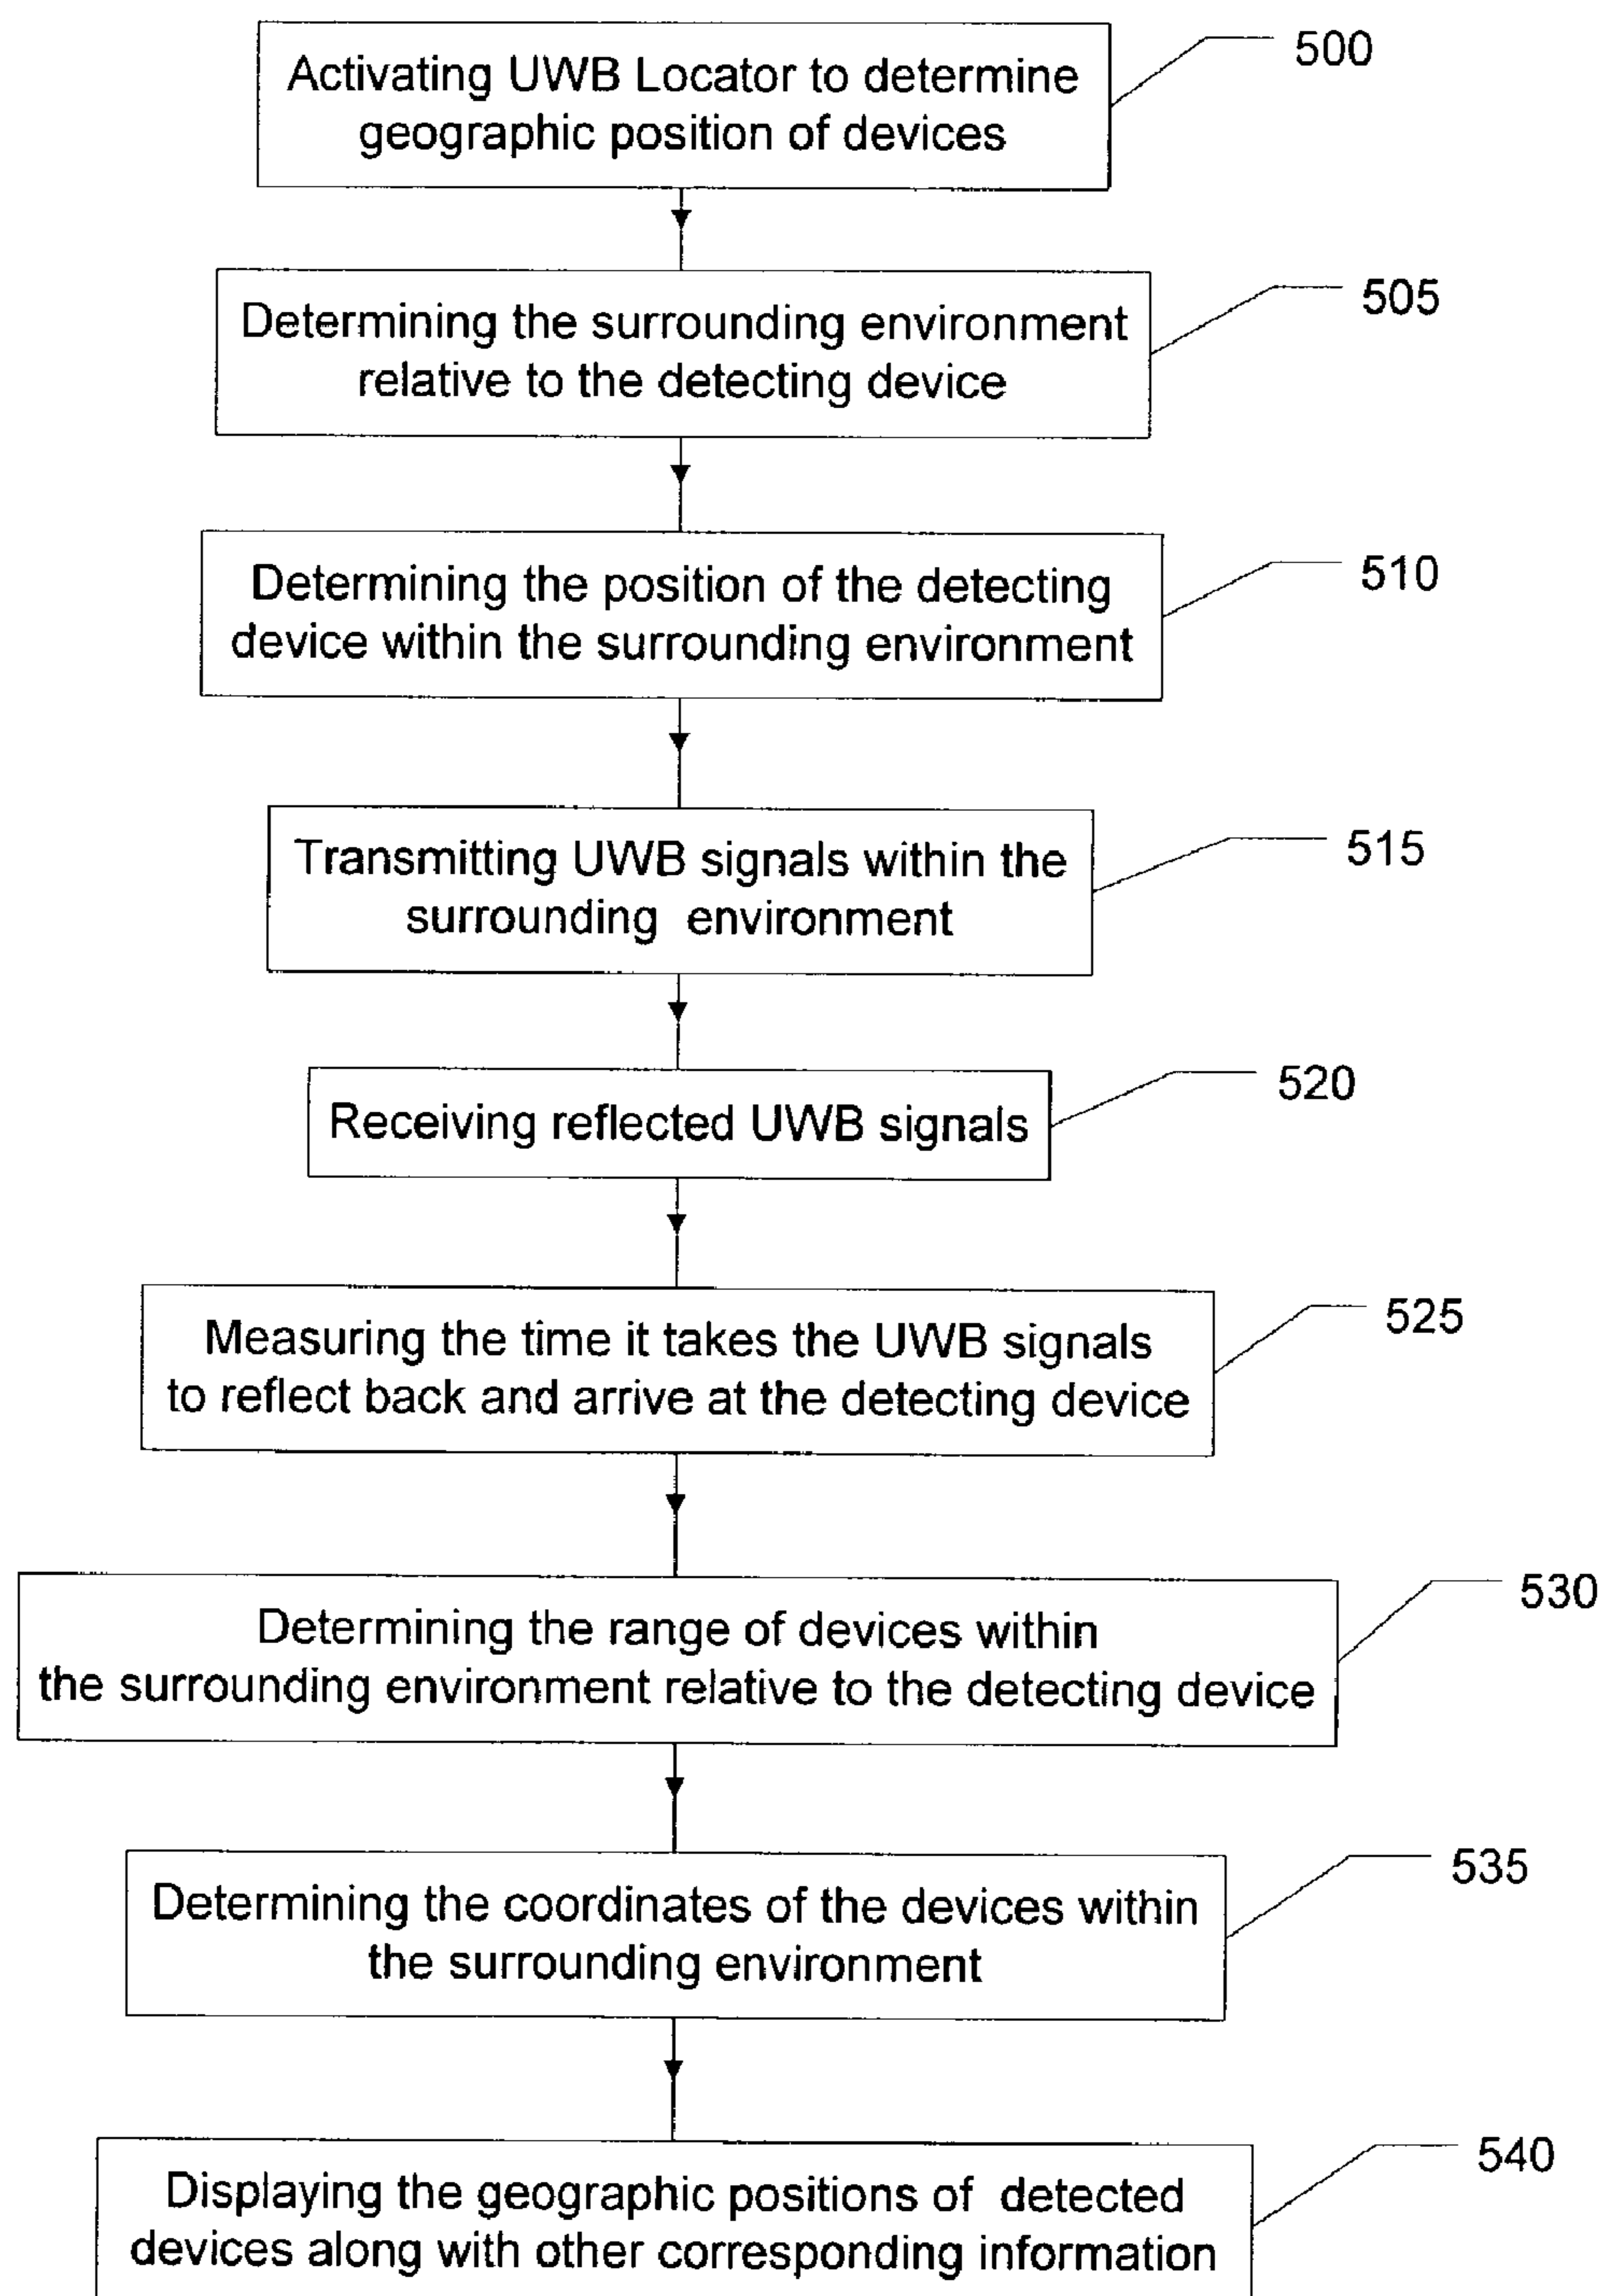 Activating UWB Locator to determine
geographic position of devices
500
Determining the surrounding environment
relative to the detecting device
505
Determining the position of the detecting
device within the surrounding environment
510
Transmitting UWB signals within the
surrounding environment
515
Receiving reflected UWB signals
520
Measuring the time it takes the UWB signals
to reflect back and arrive at the detecting device
525
Determining the range of devices within
the surrounding environment relative to the detecting device
530
Determining the coordinates of the devices within
the surrounding environment
535
Displaying the geographic positions of detected
devices along with other corresponding information
540